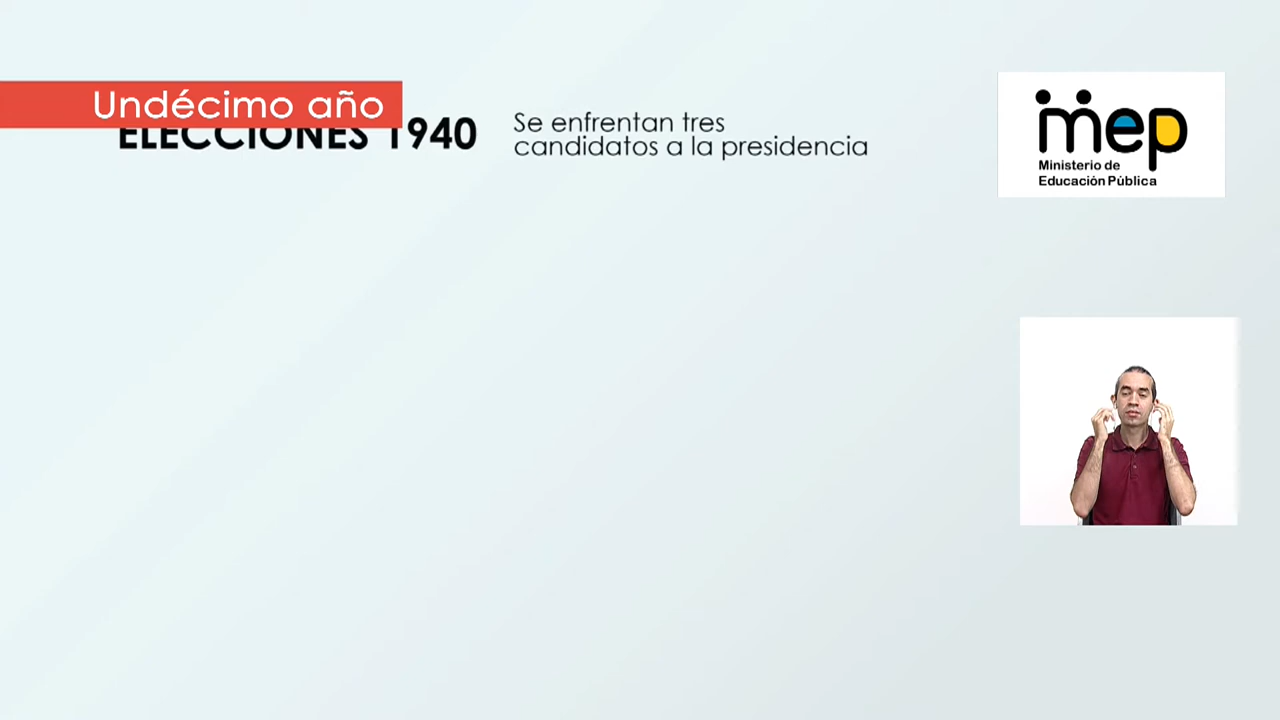 Undécimo año
ELECCIONES 1940
Se enfrentan tres
candidatos a la presidencia
mep
Ministerio de
Educación Pública